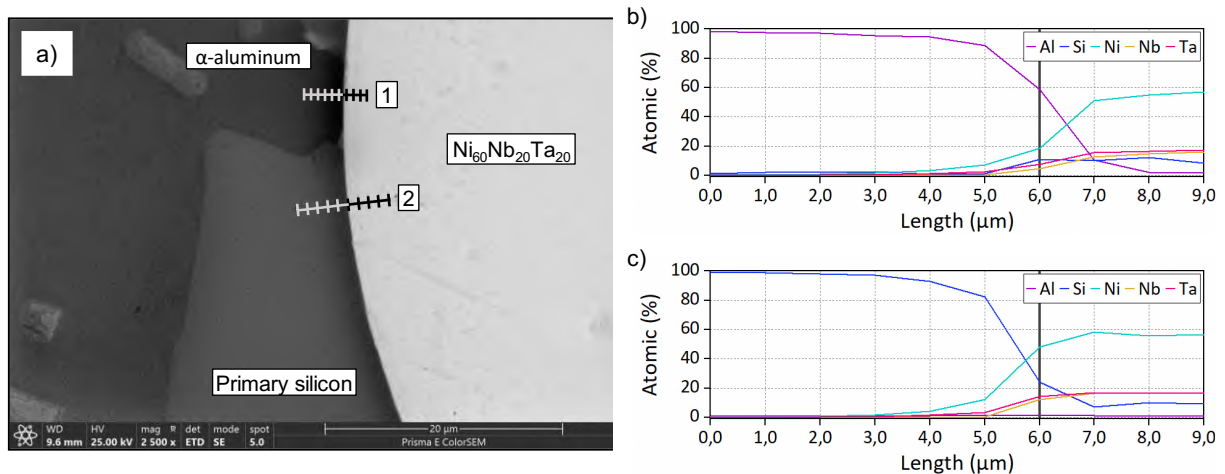 a)
α-aluminum
1
Ni60Nb20Ta20
2
Primary silicon
WD HV mag det mode spot
9.6 mm 25.00 kV 2 500 x ETD SE 5.0
20 µm
Prisma E ColorSEM
b)
Atomic (%)
100
80
60
40
20
0
Al Si Ni Nb Ta
0,0 1,0 2,0 3,0 4,0 5,0 6,0 7,0 8,0 9,0
Length (µm)
c)
Atomic (%)
100
80
60
40
20
0
Al Si Ni Nb Ta
0,0 1,0 2,0 3,0 4,0 5,0 6,0 7,0 8,0 9,0
Length (µm)